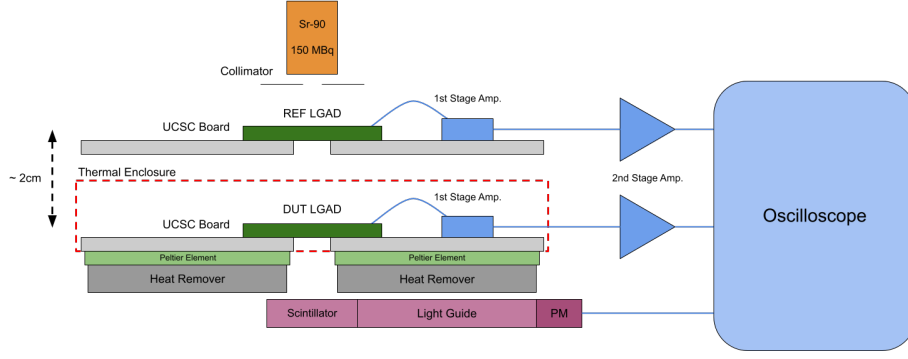 Sr-90
150 MBq
Collimator
REF LGAD
1st Stage Amp.
UCSC Board
Thermal Enclosure
~ 2cm
2nd Stage Amp.
Oscilloscope
DUT LGAD
1st Stage Amp.
UCSC Board
Peltier Element
Peltier Element
Heat Remover
Heat Remover
Scintillator
Light Guide
PM